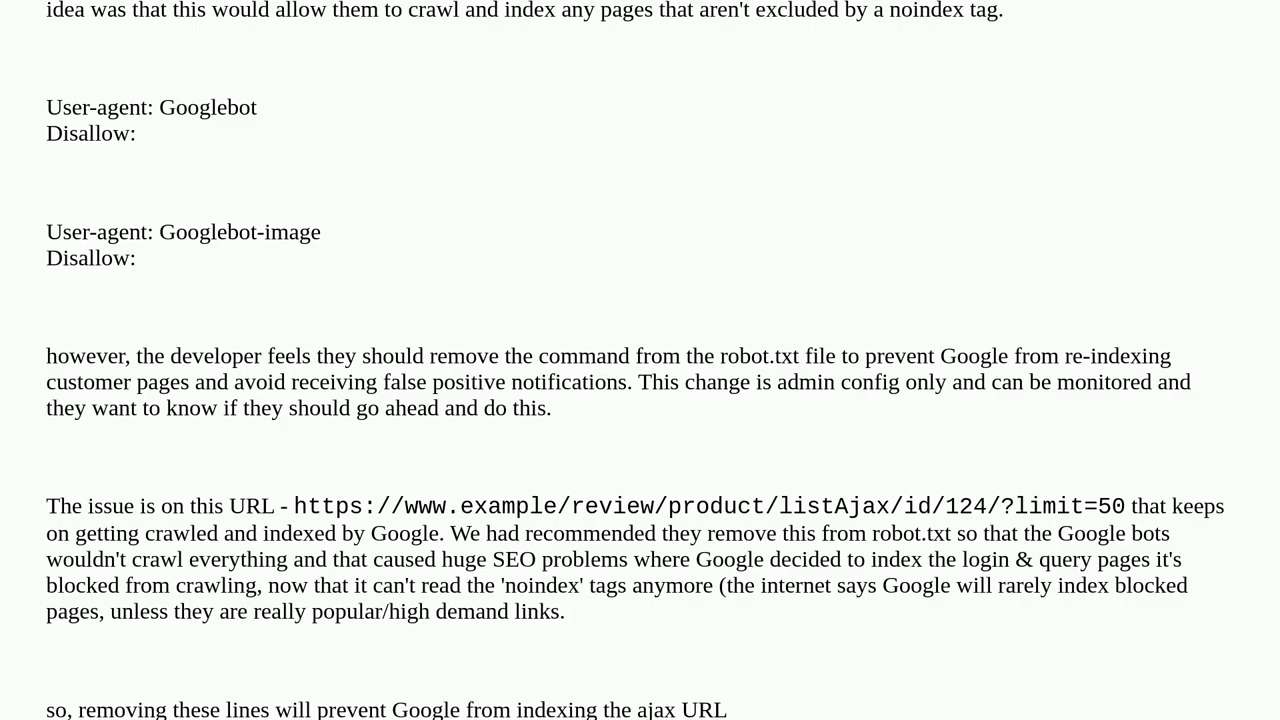 idea was that this would allow them to crawl and index any pages that aren't excluded by a noindex tag.
User-agent: Googlebot
Disallow:
User-agent: Googlebot-image
Disallow:
however, the developer feels they should remove the command from the robot.txt file to prevent Google from re-indexing
customer pages and avoid receiving false positive notifications. This change is admin config only and can be monitored and
they want to know if they should go ahead and do this.
The issue is on this URL - https://www.example/review/product/listAjax/id/124/?limit=50 that keeps
on getting crawled and indexed by Google. We had recommended they remove this from robot.txt so that the Google bots
wouldn't crawl everything and that caused huge SEO problems where Google decided to index the login & query pages it's
blocked from crawling, now that it can't read the 'noindex' tags anymore (the internet says Google will rarely index blocked
pages, unless they are really popular/high demand links.
so, removing these lines will prevent Google from indexing the ajax URL